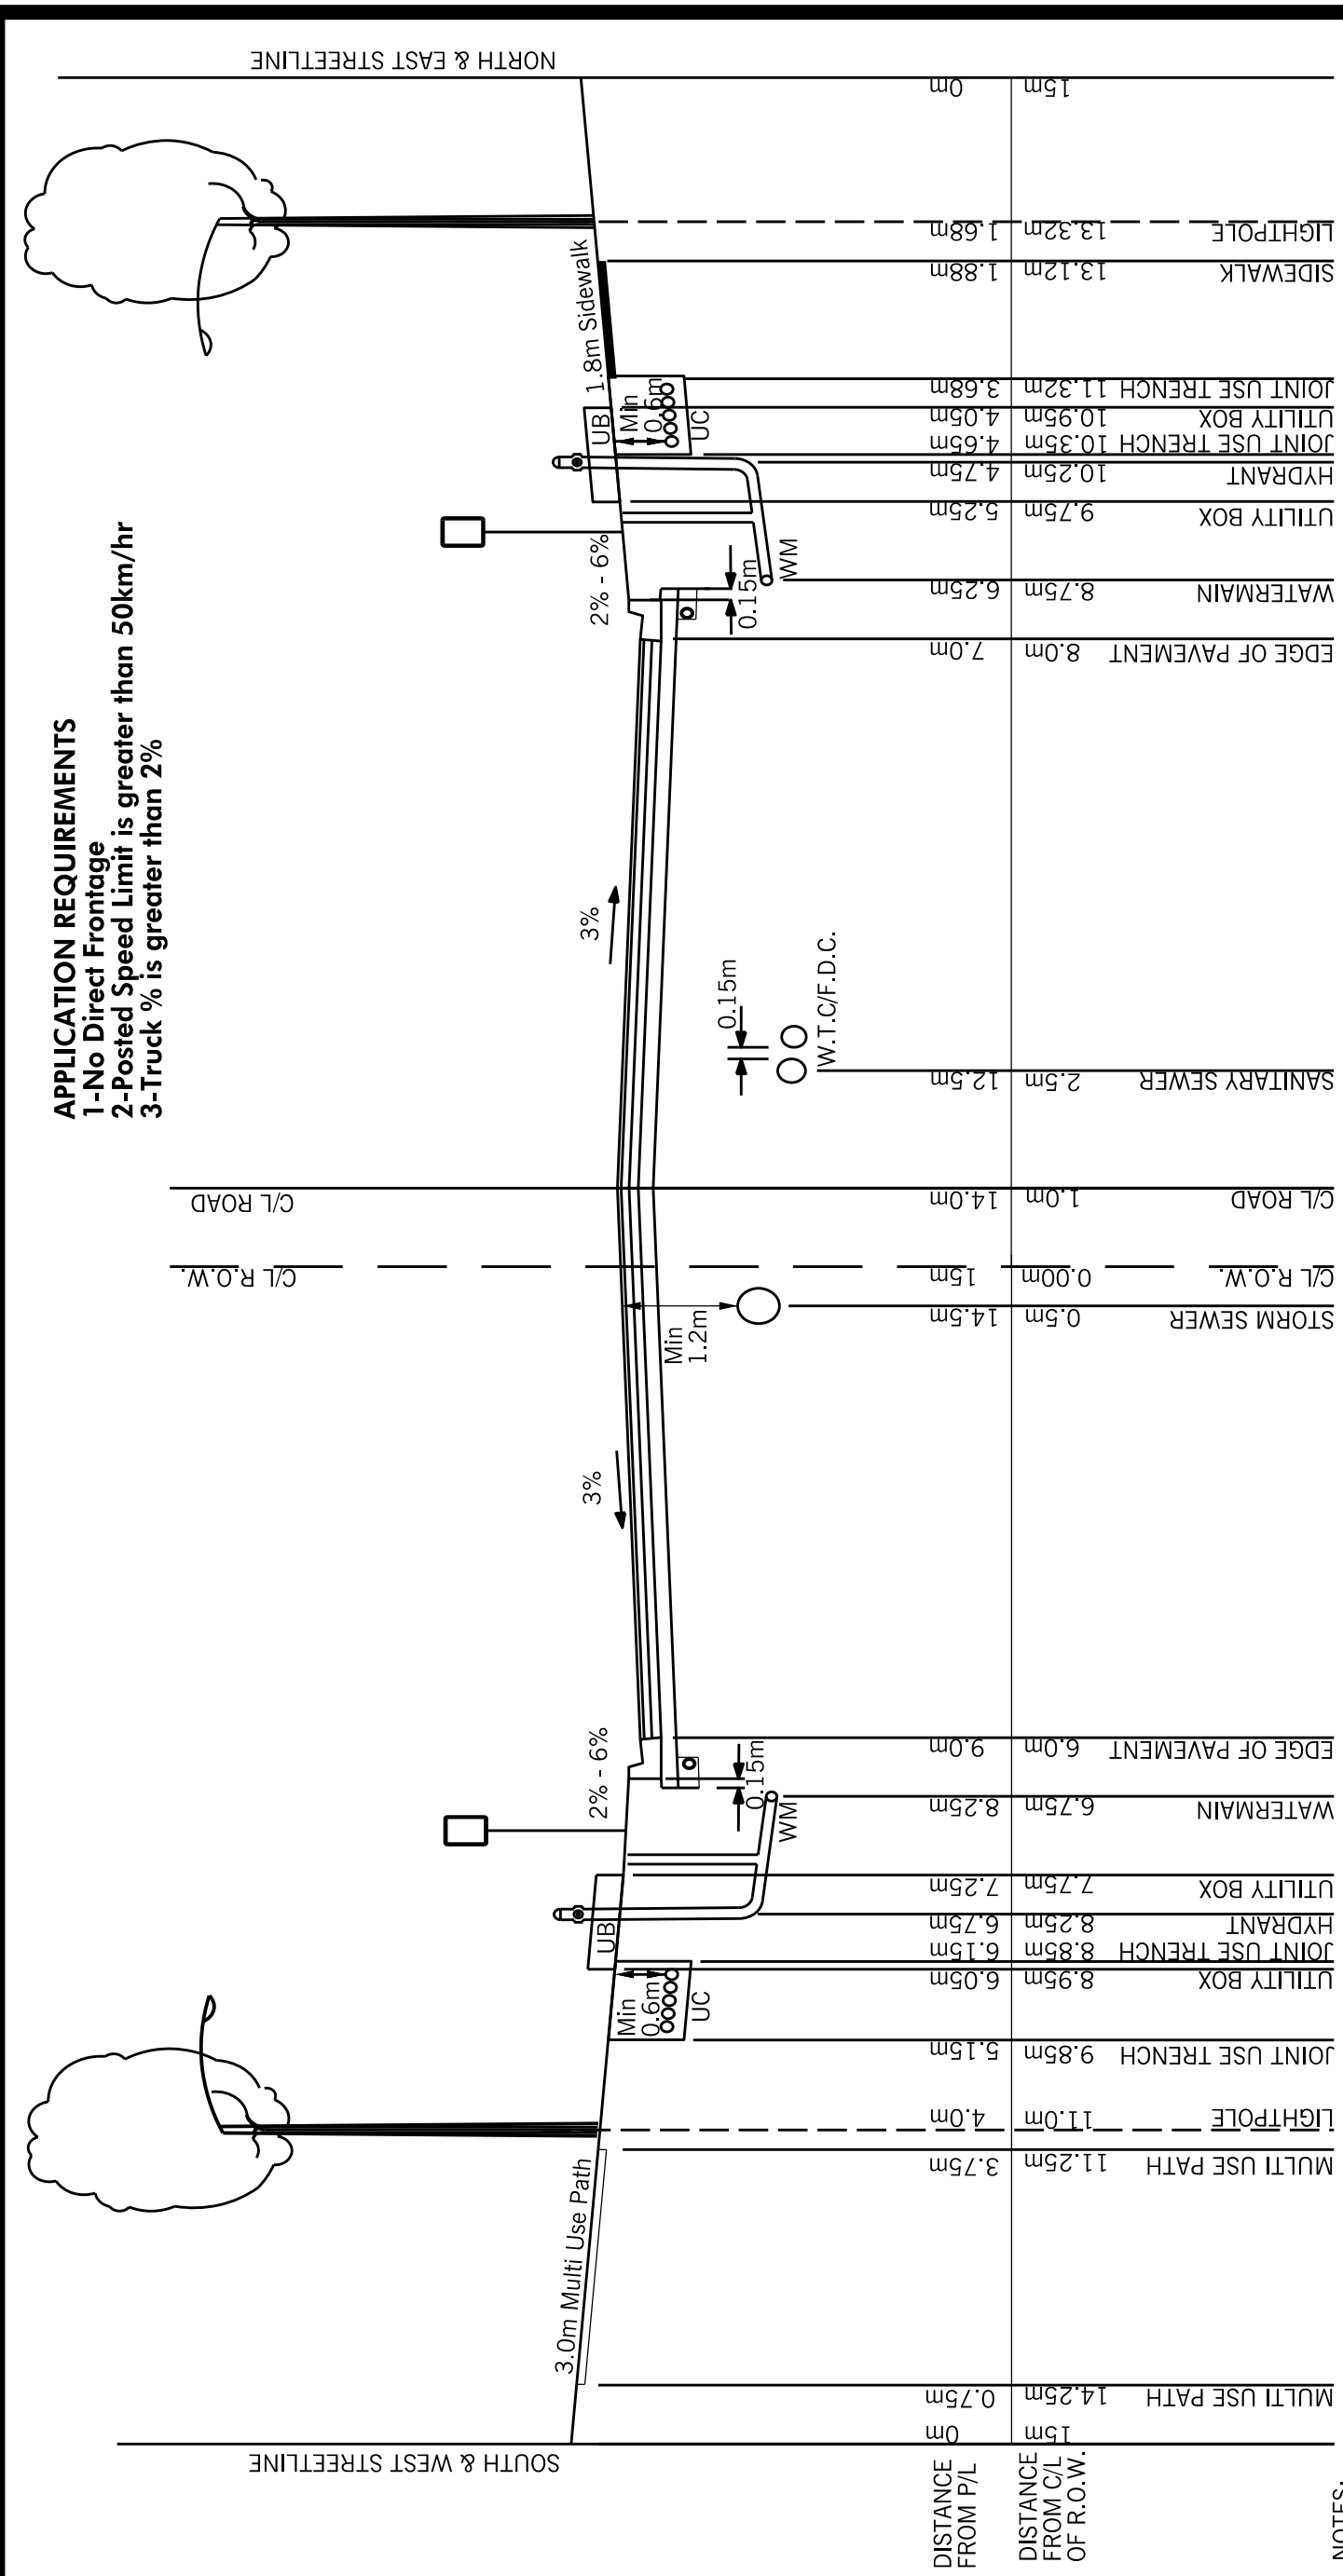 APPLICATION REQUIREMENTS
1-No Direct Frontage
2-Posted Speed Limit is greater than 50km/hr
3-Truck % is greater than 2%
SOUTH & WEST STREETLINE
C/L R.O.W.
C/L ROAD
NORTH & EAST STREETLINE
3.0m Multi Use Path
Min
0.6m
UC
UB
2% - 6%
WM
0.15m
3%
Min
1.2m
3%
0.15m
W.T.C/F.D.C.
2% - 6%
0.15m
WM
UB
Min
0.6m
UC
1.8m Sidewalk
DISTANCE
FROM P/L
0m
0.75m
3.75m
4.0m
5.15m
6.05m
6.15m
6.75m
7.25m
8.25m
9.0m
14.5m
15m
14.0m
12.5m
7.0m
6.25m
5.25m
4.75m
4.65m
4.05m
3.68m
1.88m
1.68m
0m
DISTANCE
FROM C/L
OF R.O.W.
15m
14.25m
11.25m
11.0m
9.85m
8.95m
8.85m
8.25m
7.75m
6.75m
6.0m
0.5m
0.00m
1.0m
2.5m
8.0m
8.75m
9.75m
10.25m
10.35m
10.95m
11.32m
13.12m
13.32m
15m
MULTI USE PATH
MULTI USE PATH
LIGHTPOLE
JOINT USE TRENCH
UTILITY BOX
JOINT USE TRENCH
HYDRANT
UTILITY BOX
WATERMAIN
EDGE OF PAVEMENT
STORM SEWER
C/L R.O.W.
C/L ROAD
SANITARY SEWER
EDGE OF PAVEMENT
WATERMAIN
UTILITY BOX
HYDRANT
JOINT USE TRENCH
UTILITY BOX
JOINT USE TRENCH
SIDEWALK
LIGHTPOLE
NOTES: